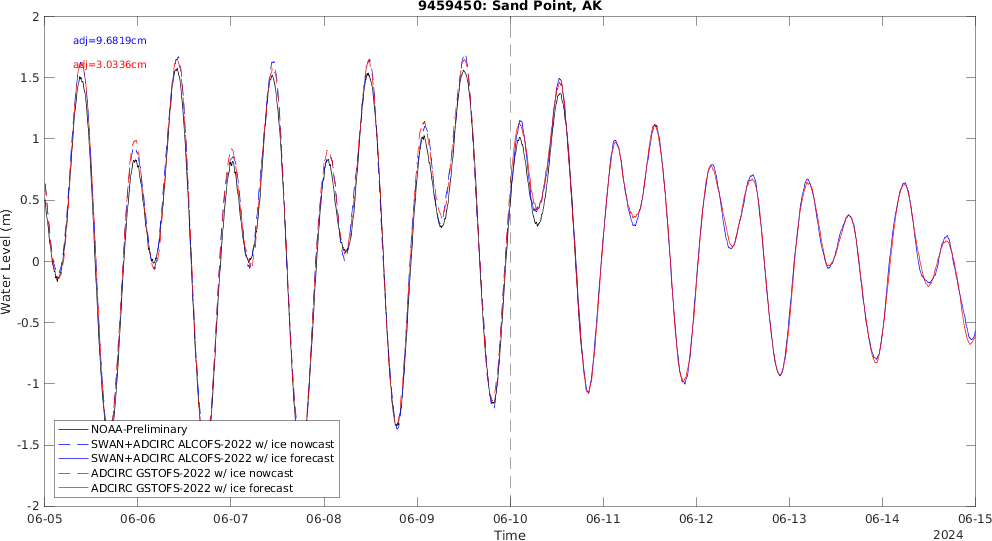 9459450: Sand Point, AK
adj=9.6819cm
adj=3.0336cm
2
1.5
1
0.5
0
-0.5
-1
-1.5
-2
Water Level (m)
NOAA-Preliminary
SWAN+ADCIRC ALCOFS-2022 w/ ice nowcast
SWAN+ADCIRC ALCOFS-2022 w/ ice forecast
ADCIRC GSTOFS-2022 w/ ice nowcast
ADCIRC GSTOFS-2022 w/ ice forecast
06-05 06-06 06-07 06-08 06-09 06-10 06-11 06-12 06-13 06-14 06-15
Time
2024